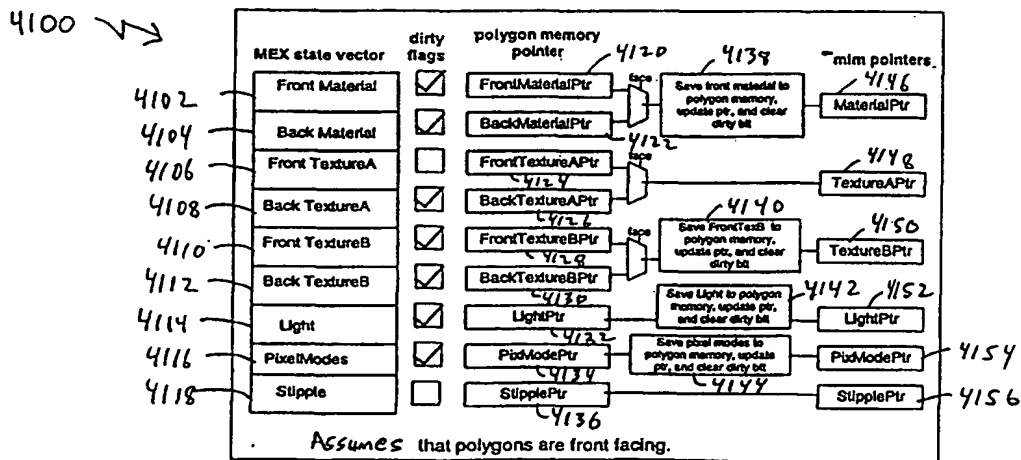 4100
MEX state vector
dirty flags
polygon memory pointer
mlm pointers
4102
Front Material
FrontMaterialPtr
4120
face
4138
Save front material to polygon memory, update ptr, and clear dirty bit
4146
MaterialPtr
4104
Back Material
BackMaterialPtr
4122
4106
Front TextureA
FrontTextureAPtr
4124
face
4148
TextureAPtr
4108
Back TextureA
BackTextureAPtr
4126
4110
Front TextureB
FrontTextureBPtr
4128
face
4140
Save FrontTexB to polygon memory, update ptr, and clear dirty bit
4150
TextureBPtr
4112
Back TextureB
BackTextureBPtr
4130
4114
Light
LightPtr
4132
4142
Save Light to polygon memory, update ptr, and clear dirty bit
4152
LightPtr
4116
PixelModes
PixModePtr
4134
Save pixel modes to polygon memory, update ptr, and clear dirty bit
4144
PixModePtr
4154
4118
Stipple
StipplePtr
4136
StipplePtr
4156
Assumes that polygons are front facing.